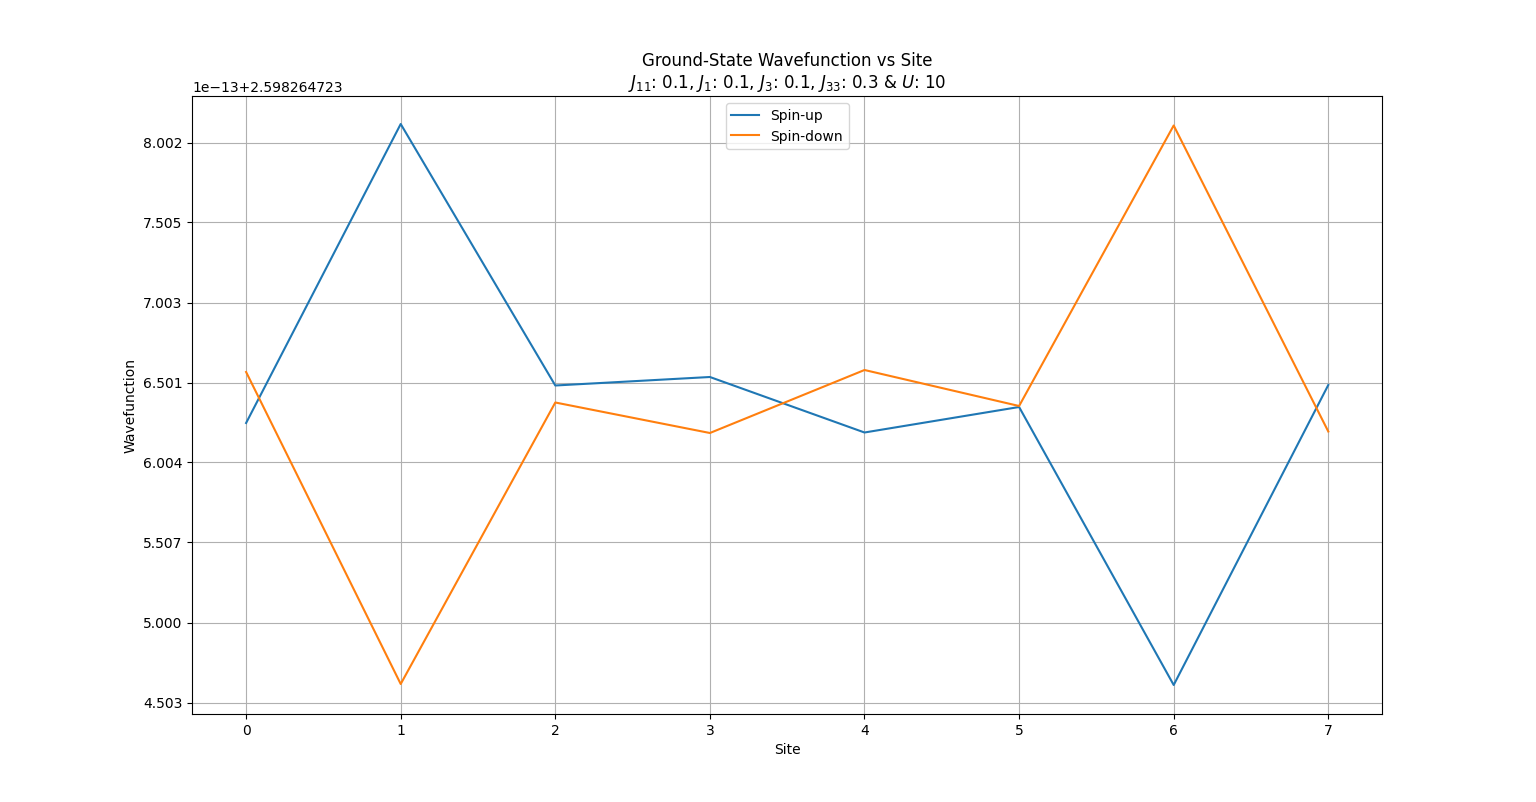 Ground-State Wavefunction vs Site
J₁₁: 0.1, J₁: 0.1, J₃: 0.1, J₃₃: 0.3 & U: 10
1e−13+2.598264723
Spin-up
Spin-down
8.002
7.505
7.003
6.501
6.004
5.507
5.000
4.503
Wavefunction
0 1 2 3 4 5 6 7
Site